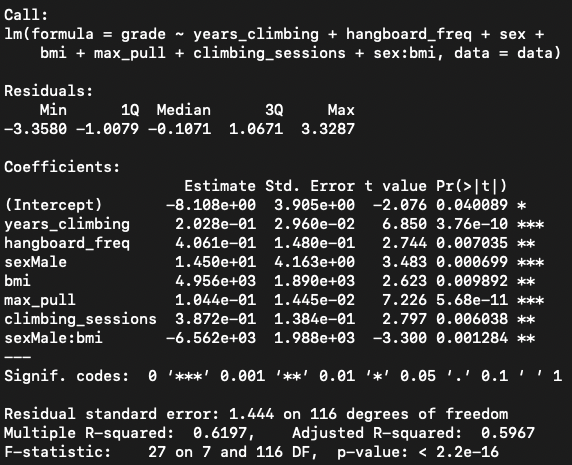 Call:
lm(formula = grade ~ years_climbing + hangboard_freq + sex +
    bmi + max_pull + climbing_sessions + sex:bmi, data = data)

Residuals:
    Min      1Q  Median      3Q     Max
-3.3580 -1.0079 -0.1071  1.0671  3.3287

Coefficients:
                    Estimate Std. Error t value Pr(>|t|)
(Intercept)       -8.108e+00  3.905e+00  -2.076 0.040089 *
years_climbing     2.028e-01  2.960e-02   6.850 3.76e-10 ***
hangboard_freq     4.061e-01  1.480e-01   2.744 0.007035 **
sexMale            1.450e+01  4.163e+00   3.483 0.000699 ***
bmi                4.956e+03  1.890e+03   2.623 0.009892 **
max_pull           1.044e-01  1.445e-02   7.226 5.68e-11 ***
climbing_sessions  3.872e-01  1.384e-01   2.797 0.006038 **
sexMale:bmi       -6.562e+03  1.988e+03  -3.300 0.001284 **
---
Signif. codes:  0 ‘***’ 0.001 ‘**’ 0.01 ‘*’ 0.05 ‘.’ 0.1 ‘ ’ 1

Residual standard error: 1.444 on 116 degrees of freedom
Multiple R-squared:  0.6197,    Adjusted R-squared:  0.5967
F-statistic:    27 on 7 and 116 DF,  p-value: < 2.2e-16